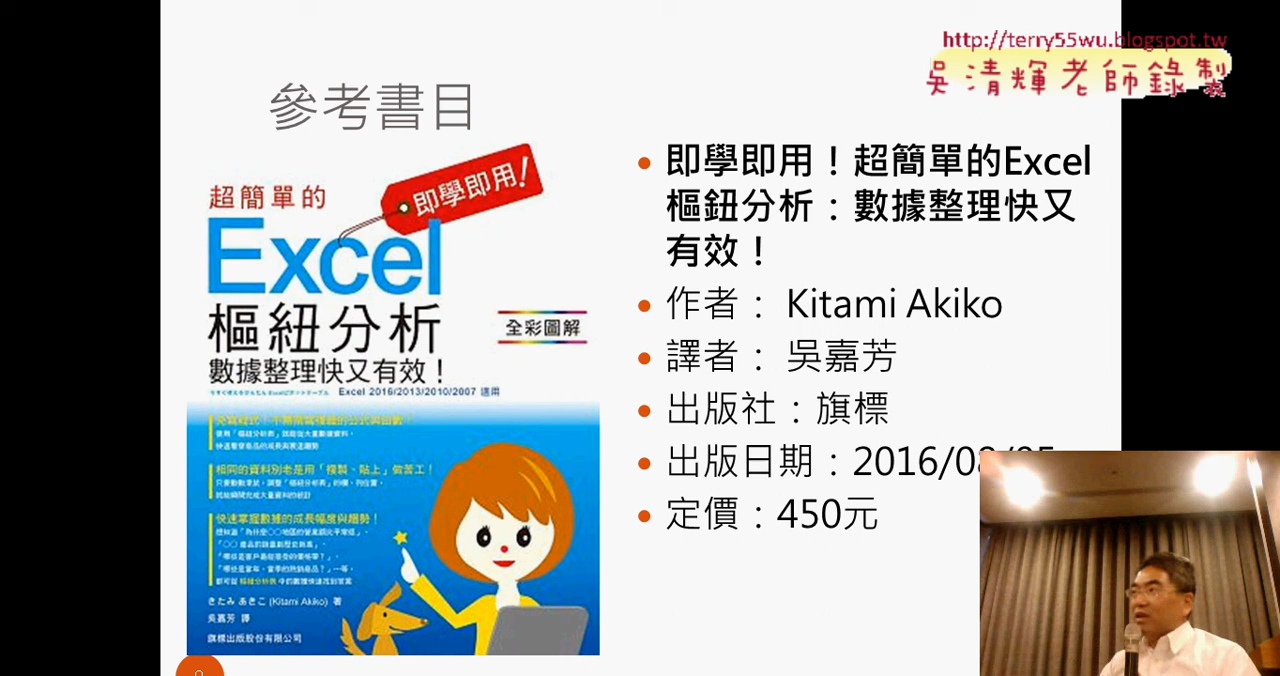 http://terry55wu.blogspot.tw
吳清輝老師錄製
參考書目
即學即用!
超簡單的
Excel
樞紐分析
全彩圖解
數據整理快又有效!
Excel 2016/2013/2010/2007 適用
相同的資料別老是用「複製、貼上」做苦工!
快速掌握數據的成長幅度與趨勢!
きたみ あきこ (Kitami Akiko) 著
吳嘉芳 譯
旗標出版股份有限公司
即學即用!超簡單的Excel
樞鈕分析:數據整理快又
有效!
作者: Kitami Akiko
譯者: 吳嘉芳
出版社:旗標
出版日期:2016/0
定價:450元